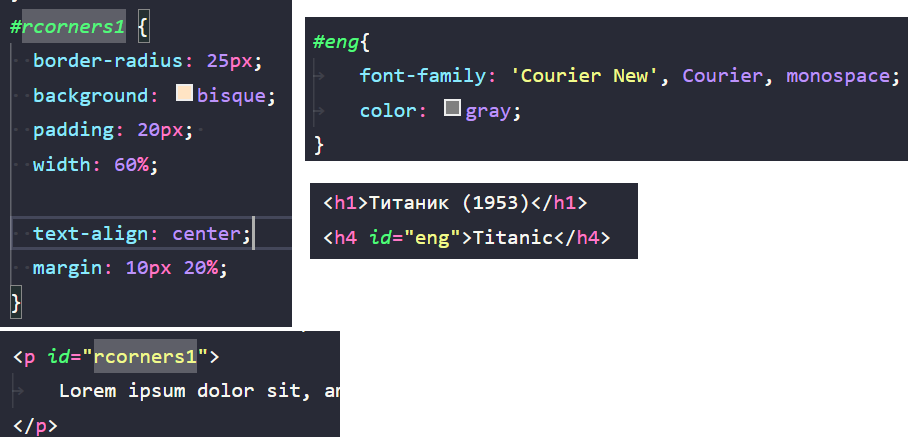 #rcorners1 {
border-radius: 25px;
background: bisque;
padding: 20px;
width: 60%;
text-align: center;
margin: 10px 20%;
}
#eng{
font-family: 'Courier New', Courier, monospace;
color: gray;
}
<h1>Титаник (1953)</h1>
<h4 id="eng">Titanic</h4>
<p id="rcorners1">
Lorem ipsum dolor sit,
</p>